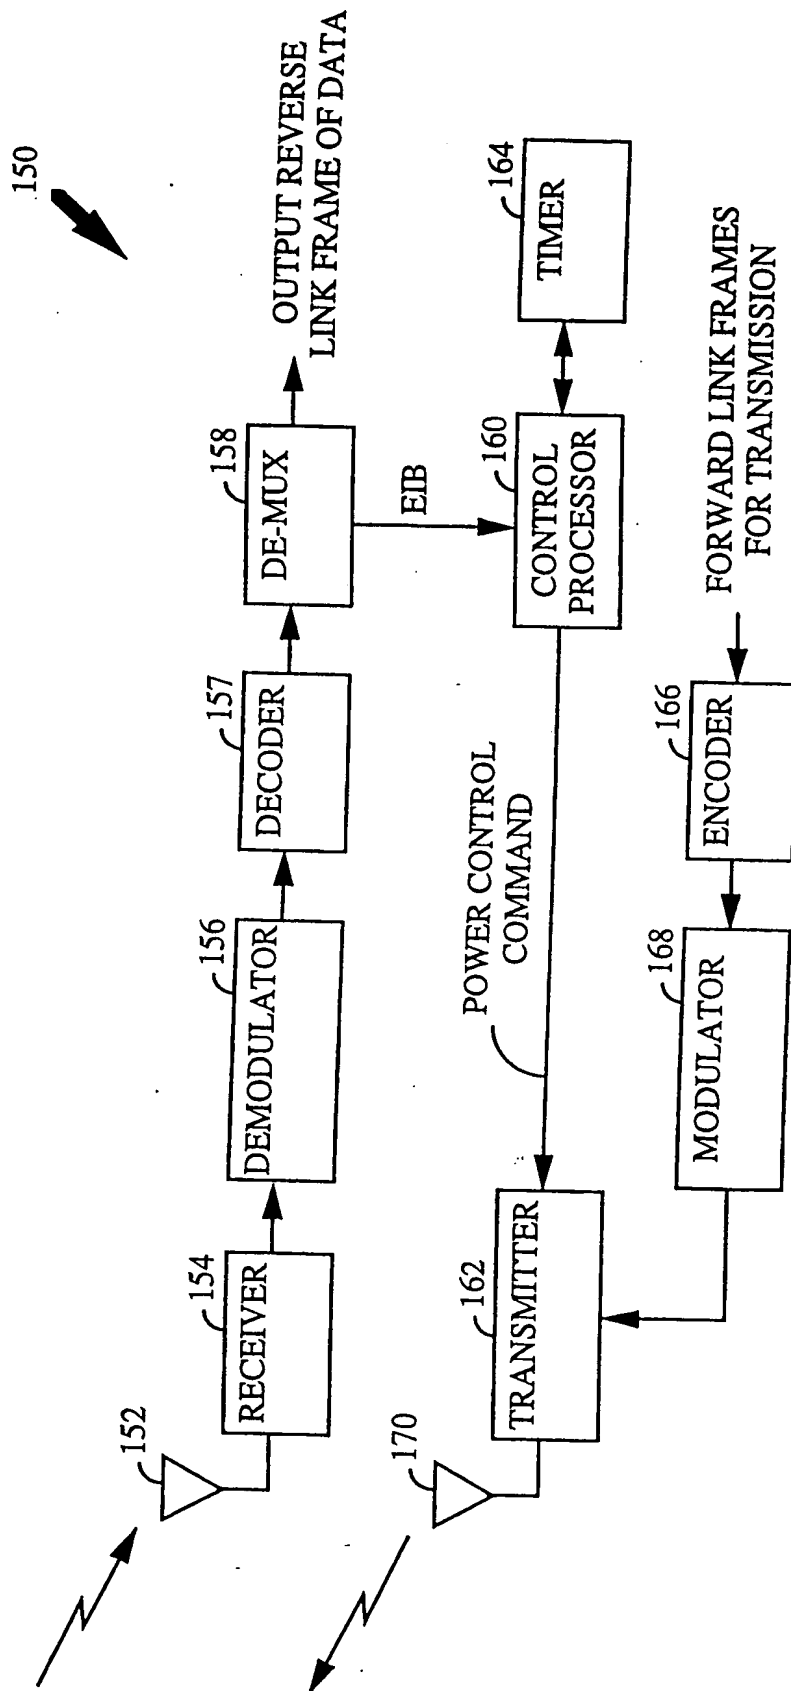 150
152
RECEIVER
154
DEMODULATOR
156
DECODER
157
DE-MUX
158
OUTPUT REVERSE
LINK FRAME OF DATA
EIB
170
TRANSMITTER
162
POWER CONTROL
COMMAND
CONTROL
PROCESSOR
160
TIMER
164
MODULATOR
168
ENCODER
166
FORWARD LINK FRAMES
FOR TRANSMISSION